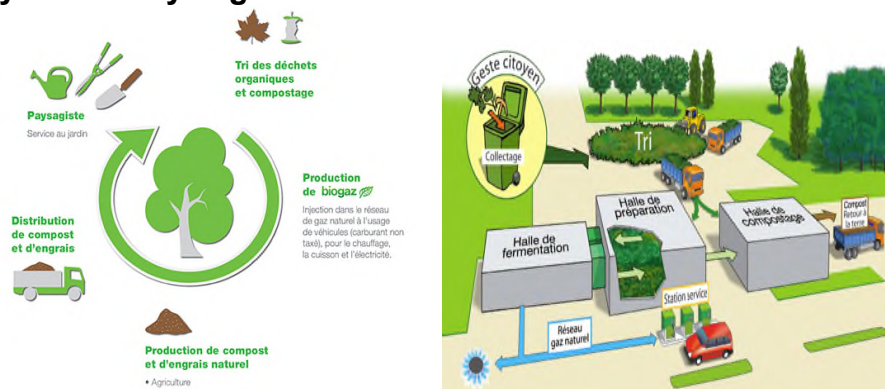 Tri des déchets
organiques
et compostage
Paysagiste
Service au jardin
Production
de biogaz
Injection dans le réseau
de gaz naturel à l'usage
de véhicules (carburant non
taxé), pour le chauffage,
la cuisson et l'électricité.
Distribution
de compost
et d'engrais
Production de compost
et d'engrais naturel
• Agriculture
Geste citoyen
Collectage
Tri
Halle de
préparation
Halle de
fermentation
Halle de
compostage
Compost
Retour à
la terre
Station service
Réseau
gaz naturel